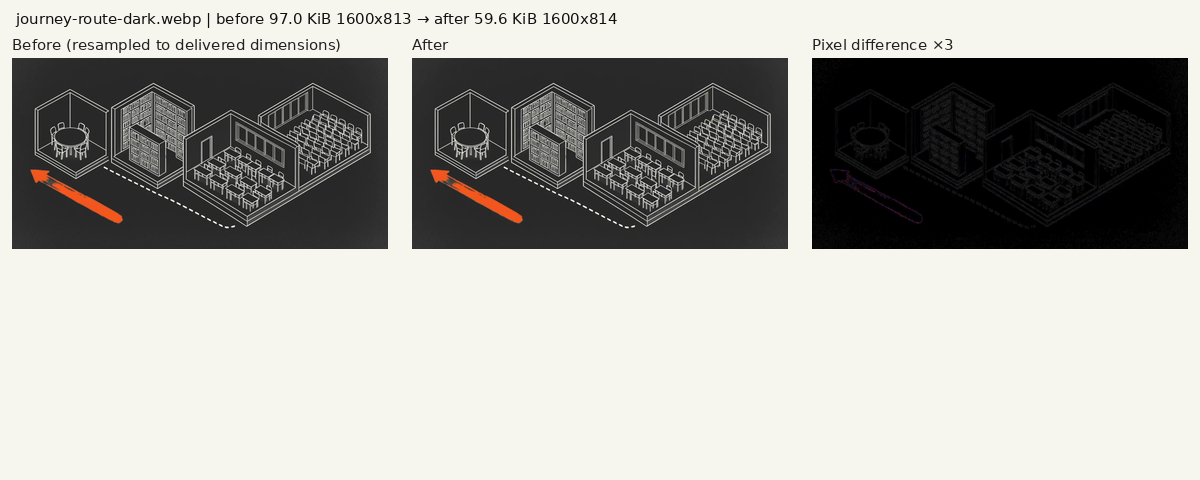 journey-route-dark.webp | before 97.0 KiB 1600x813 → after 59.6 KiB 1600x814
Before (resampled to delivered dimensions)
After
Pixel difference ×3